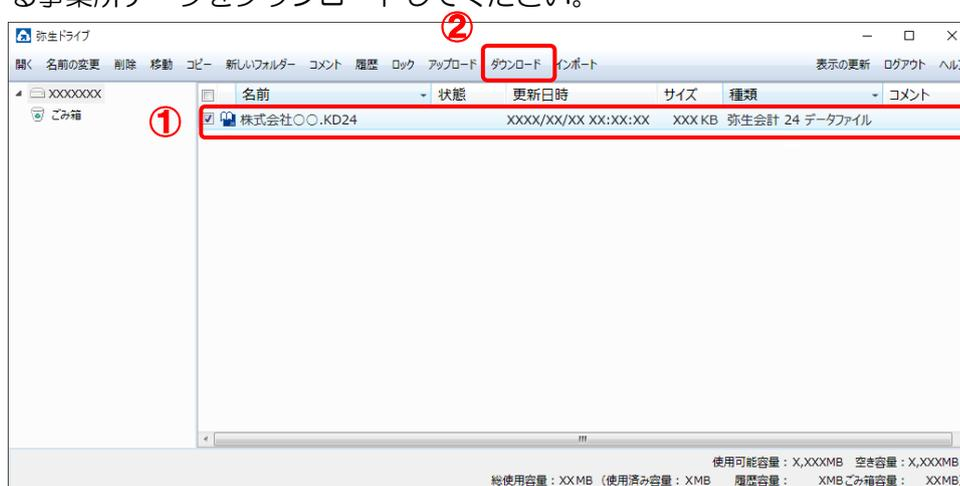 る事業所データをダウンロードしてください。
②
弥生ドライブ
開く 名前の変更 削除 移動 コピー 新しいフォルダー コメント 履歴 ロック アップロード ダウンロード インポート 表示の更新 ログアウト ヘル
XXXXXXX
名前 状態 更新日時 サイズ 種類 コメント
ごみ箱
①
株式会社○○.KD24 XXXX/XX/XX XX:XX:XX XXX KB 弥生会計 24 データファイル
使用可能容量:X,XXXMB 空き容量:X,XXXMB
総使用容量:XXMB (使用済み容量:XMB 履歴容量: XMBごみ箱容量: XXMB)